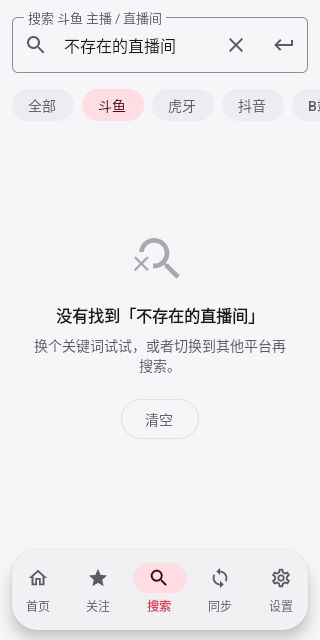 搜索 斗鱼 主播 / 直播间
不存在的直播间
全部 斗鱼 虎牙 抖音
没有找到「不存在的直播间」
换个关键词试试，或者切换到其他平台再
搜索。
清空
首页 关注 搜索 同步 设置